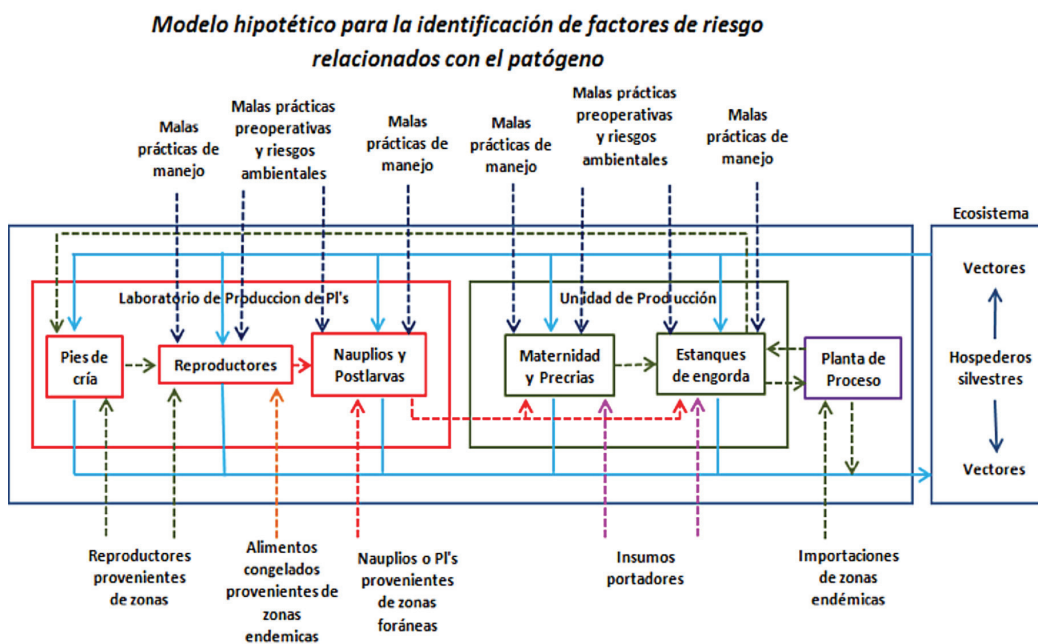 Modelo hipotético para la identificación de factores de riesgo
relacionados con el patógeno
Malas
prácticas de
manejo
Malas prácticas
preoperativas
y riesgos
ambientales
Malas
prácticas de
manejo
Malas
prácticas de
manejo
Malas prácticas
preoperativas
y riesgos
ambientales
Malas
prácticas de
manejo
Ecosistema
Laboratorio de Produccion de Pl's
Unidad de Producción
Vectores
Pies de
cría
Reproductores
Nauplios y
Postlarvas
Maternidad
y Precrias
Estanques
de engorda
Planta de
Proceso
Hospederos
silvestres
Vectores
Reproductores
provenientes
de zonas
Alimentos
congelados
provenientes de
zonas
endemicas
Nauplios o Pl's
provenientes
de zonas
foráneas
Insumos
portadores
Importaciones
de zonas
endémicas